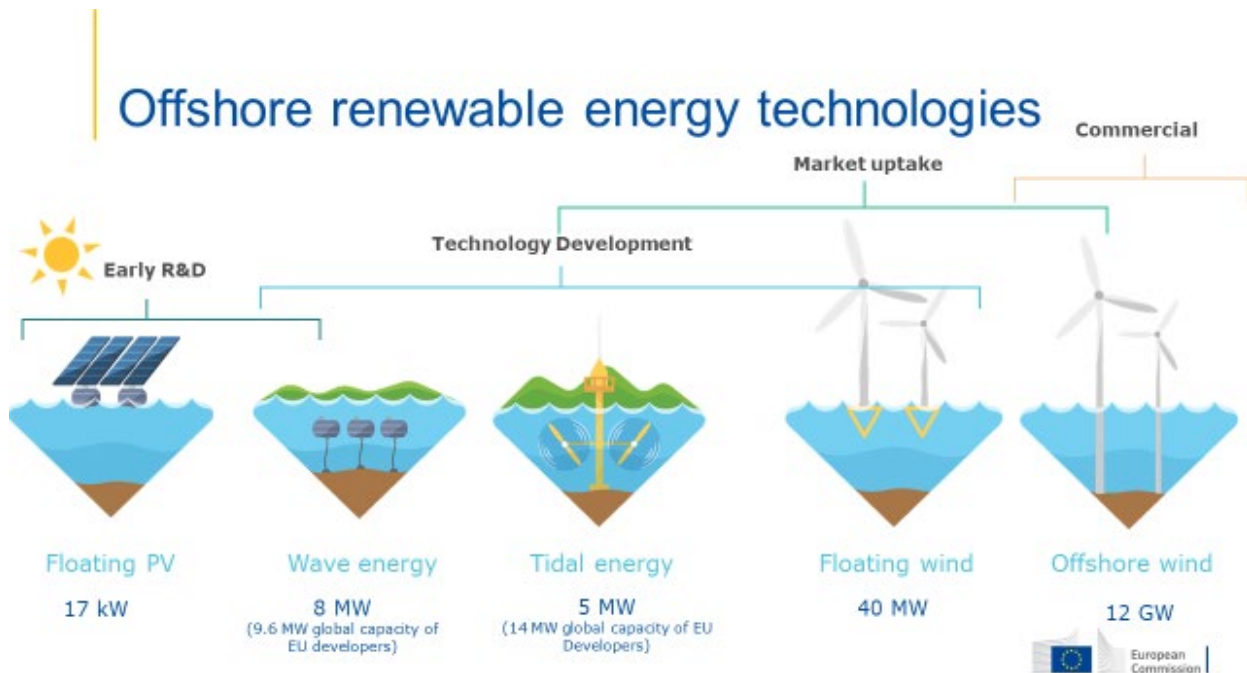 Offshore renewable energy technologies
Commercial
Market uptake
Technology Development
Early R&D
Floating PV
17 kW
Wave energy
8 MW
(9.6 MW global capacity of
EU developers)
Tidal energy
5 MW
(14 MW global capacity of EU
Developers)
Floating wind
40 MW
Offshore wind
12 GW
European
Commission